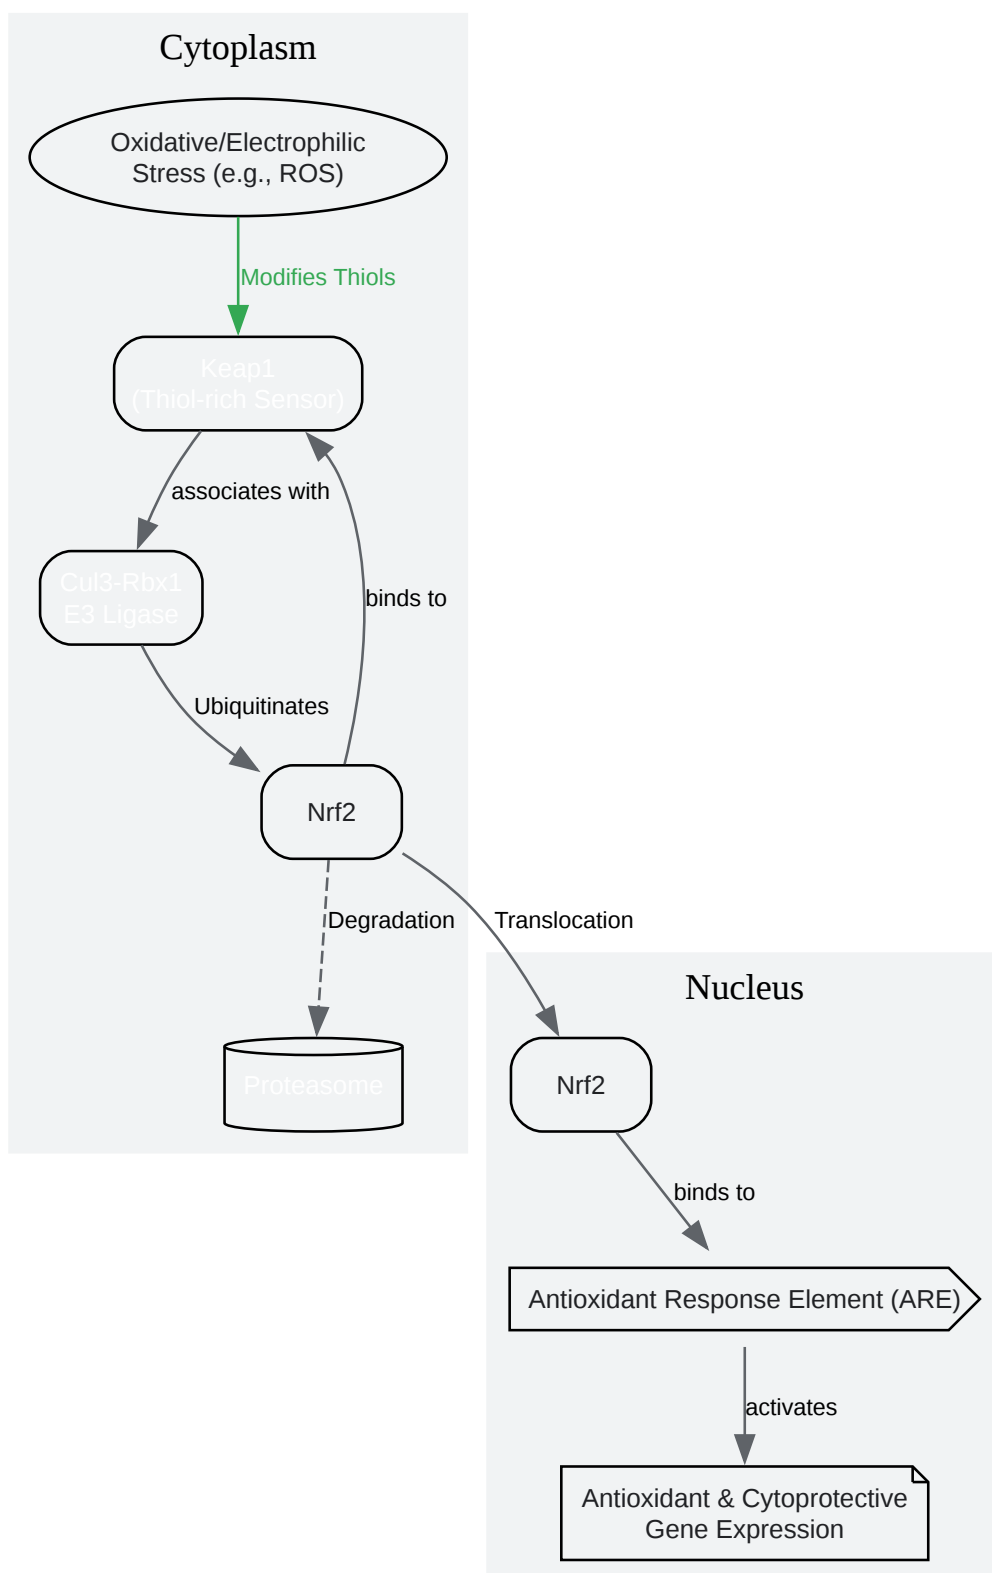 Cytoplasm
Oxidative/Electrophilic
Stress (e.g., ROS)
Modifies Thiols
Keap1
(Thiol-rich Sensor)
associates with
Cul3-Rbx1
E3 Ligase
binds to
Ubiquitinates
Nrf2
Degradation
Translocation
Proteasome
Nucleus
Nrf2
binds to
Antioxidant Response Element (ARE)
activates
Antioxidant & Cytoprotective
Gene Expression